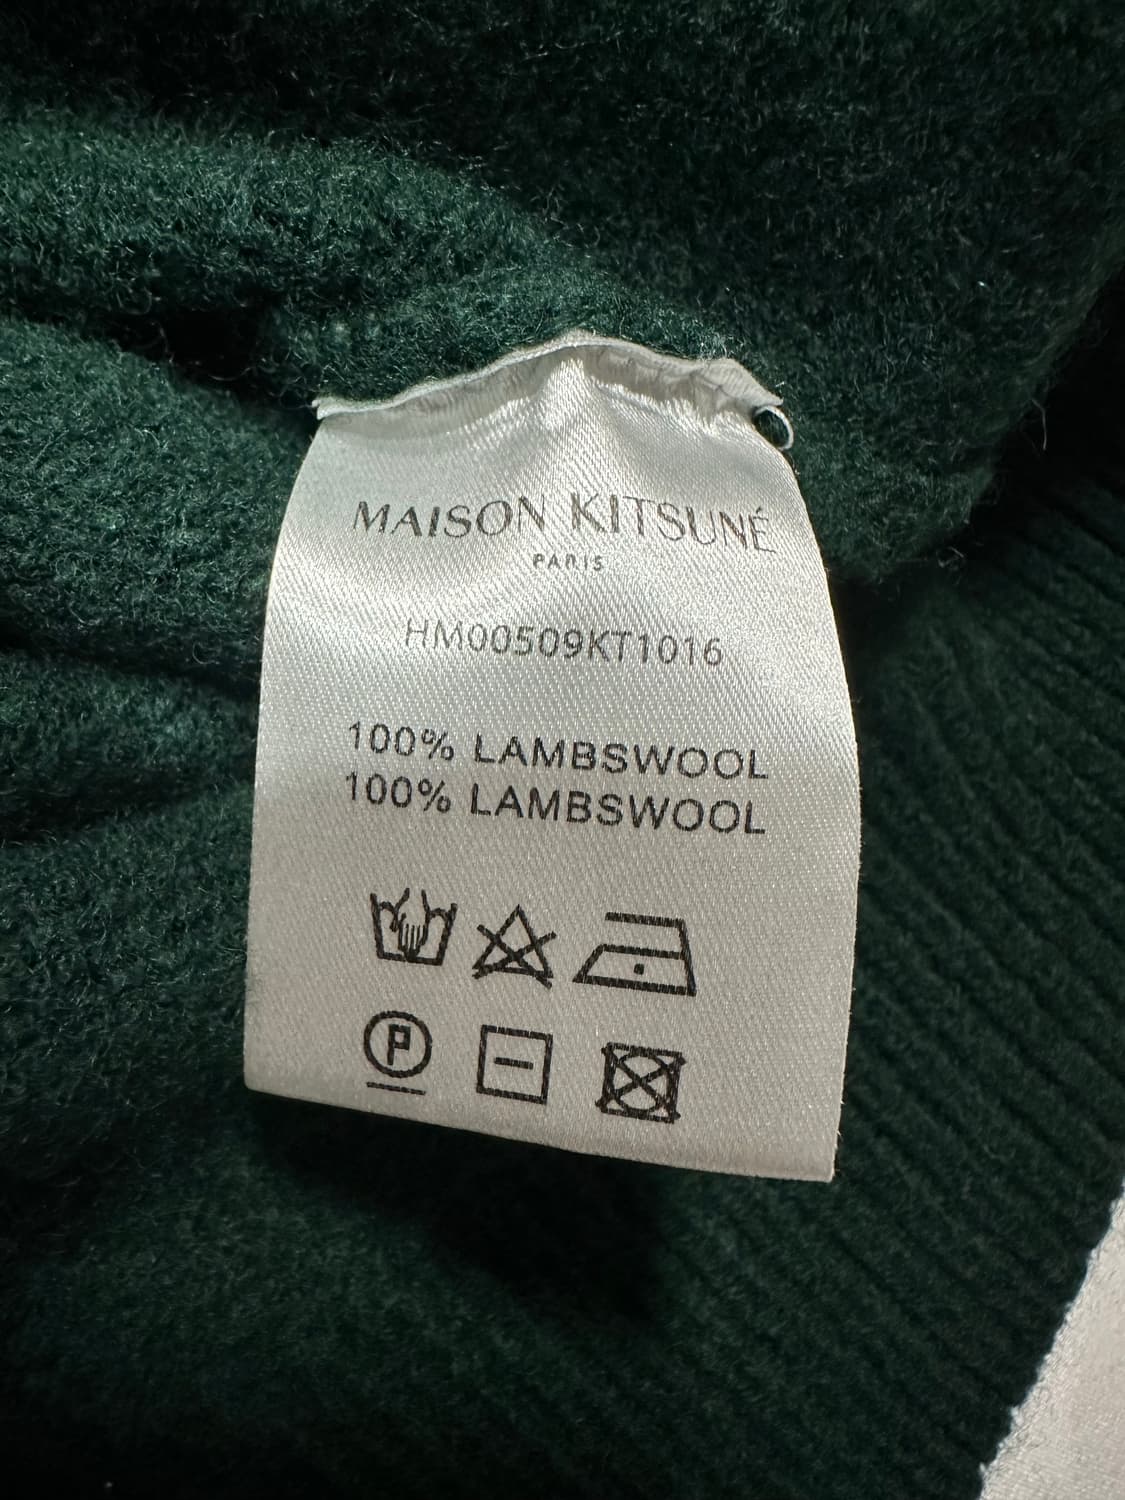 MAISON KITSUNÉ
PARIS
HM00509KT1016
100% LAMBSWOOL
100% LAMBSWOOL
P